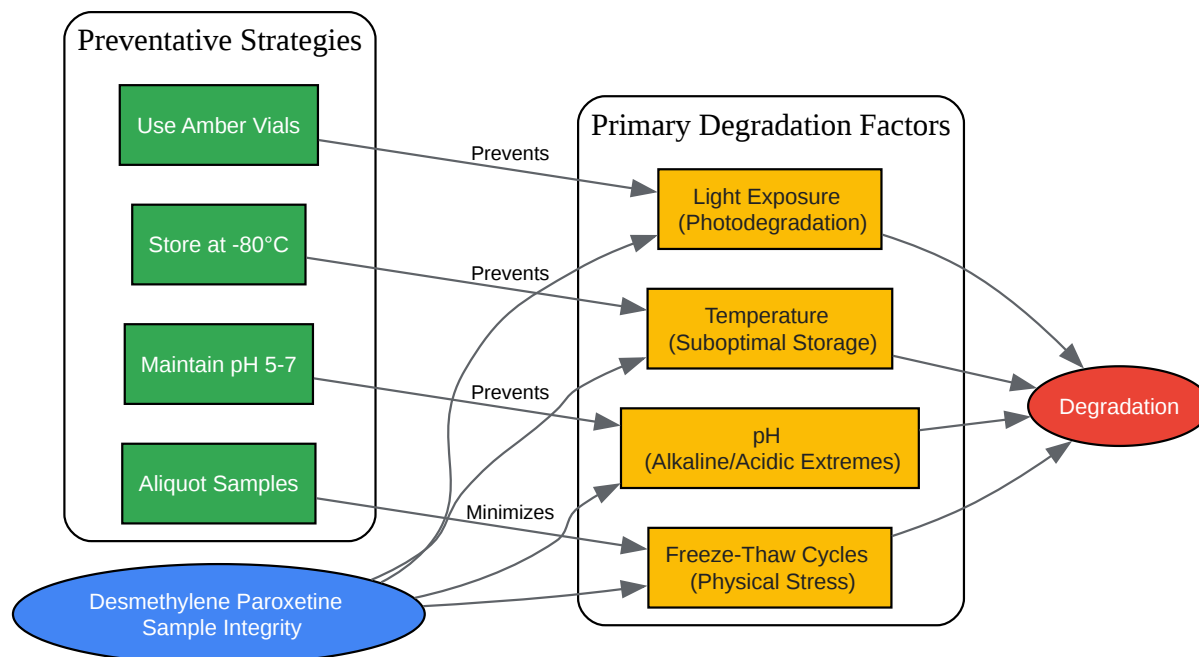 Preventative Strategies
Use Amber Vials
Store at -80°C
Maintain pH 5-7
Aliquot Samples
Desmethylene Paroxetine
Sample Integrity
Prevents
Prevents
Prevents
Minimizes
Primary Degradation Factors
Light Exposure
(Photodegradation)
Temperature
(Suboptimal Storage)
pH
(Alkaline/Acidic Extremes)
Freeze-Thaw Cycles
(Physical Stress)
Degradation